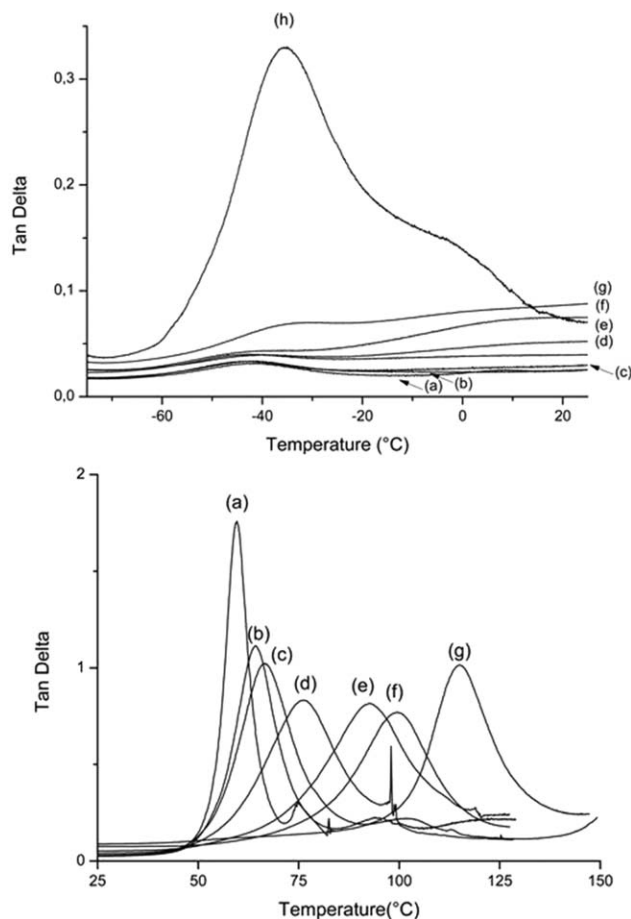 (h)
0,3
0,2
0,1
0,0
Tan Delta
(g)
(f)
(e)
(d)
(c)
(b)
(a)
-60
-40
-20
0
20
Temperature (°C)
2
1
0
Tan Delta
(a)
(b)
(c)
(d)
(e)
(f)
(g)
25
50
75
100
125
150
Temperature(°C)